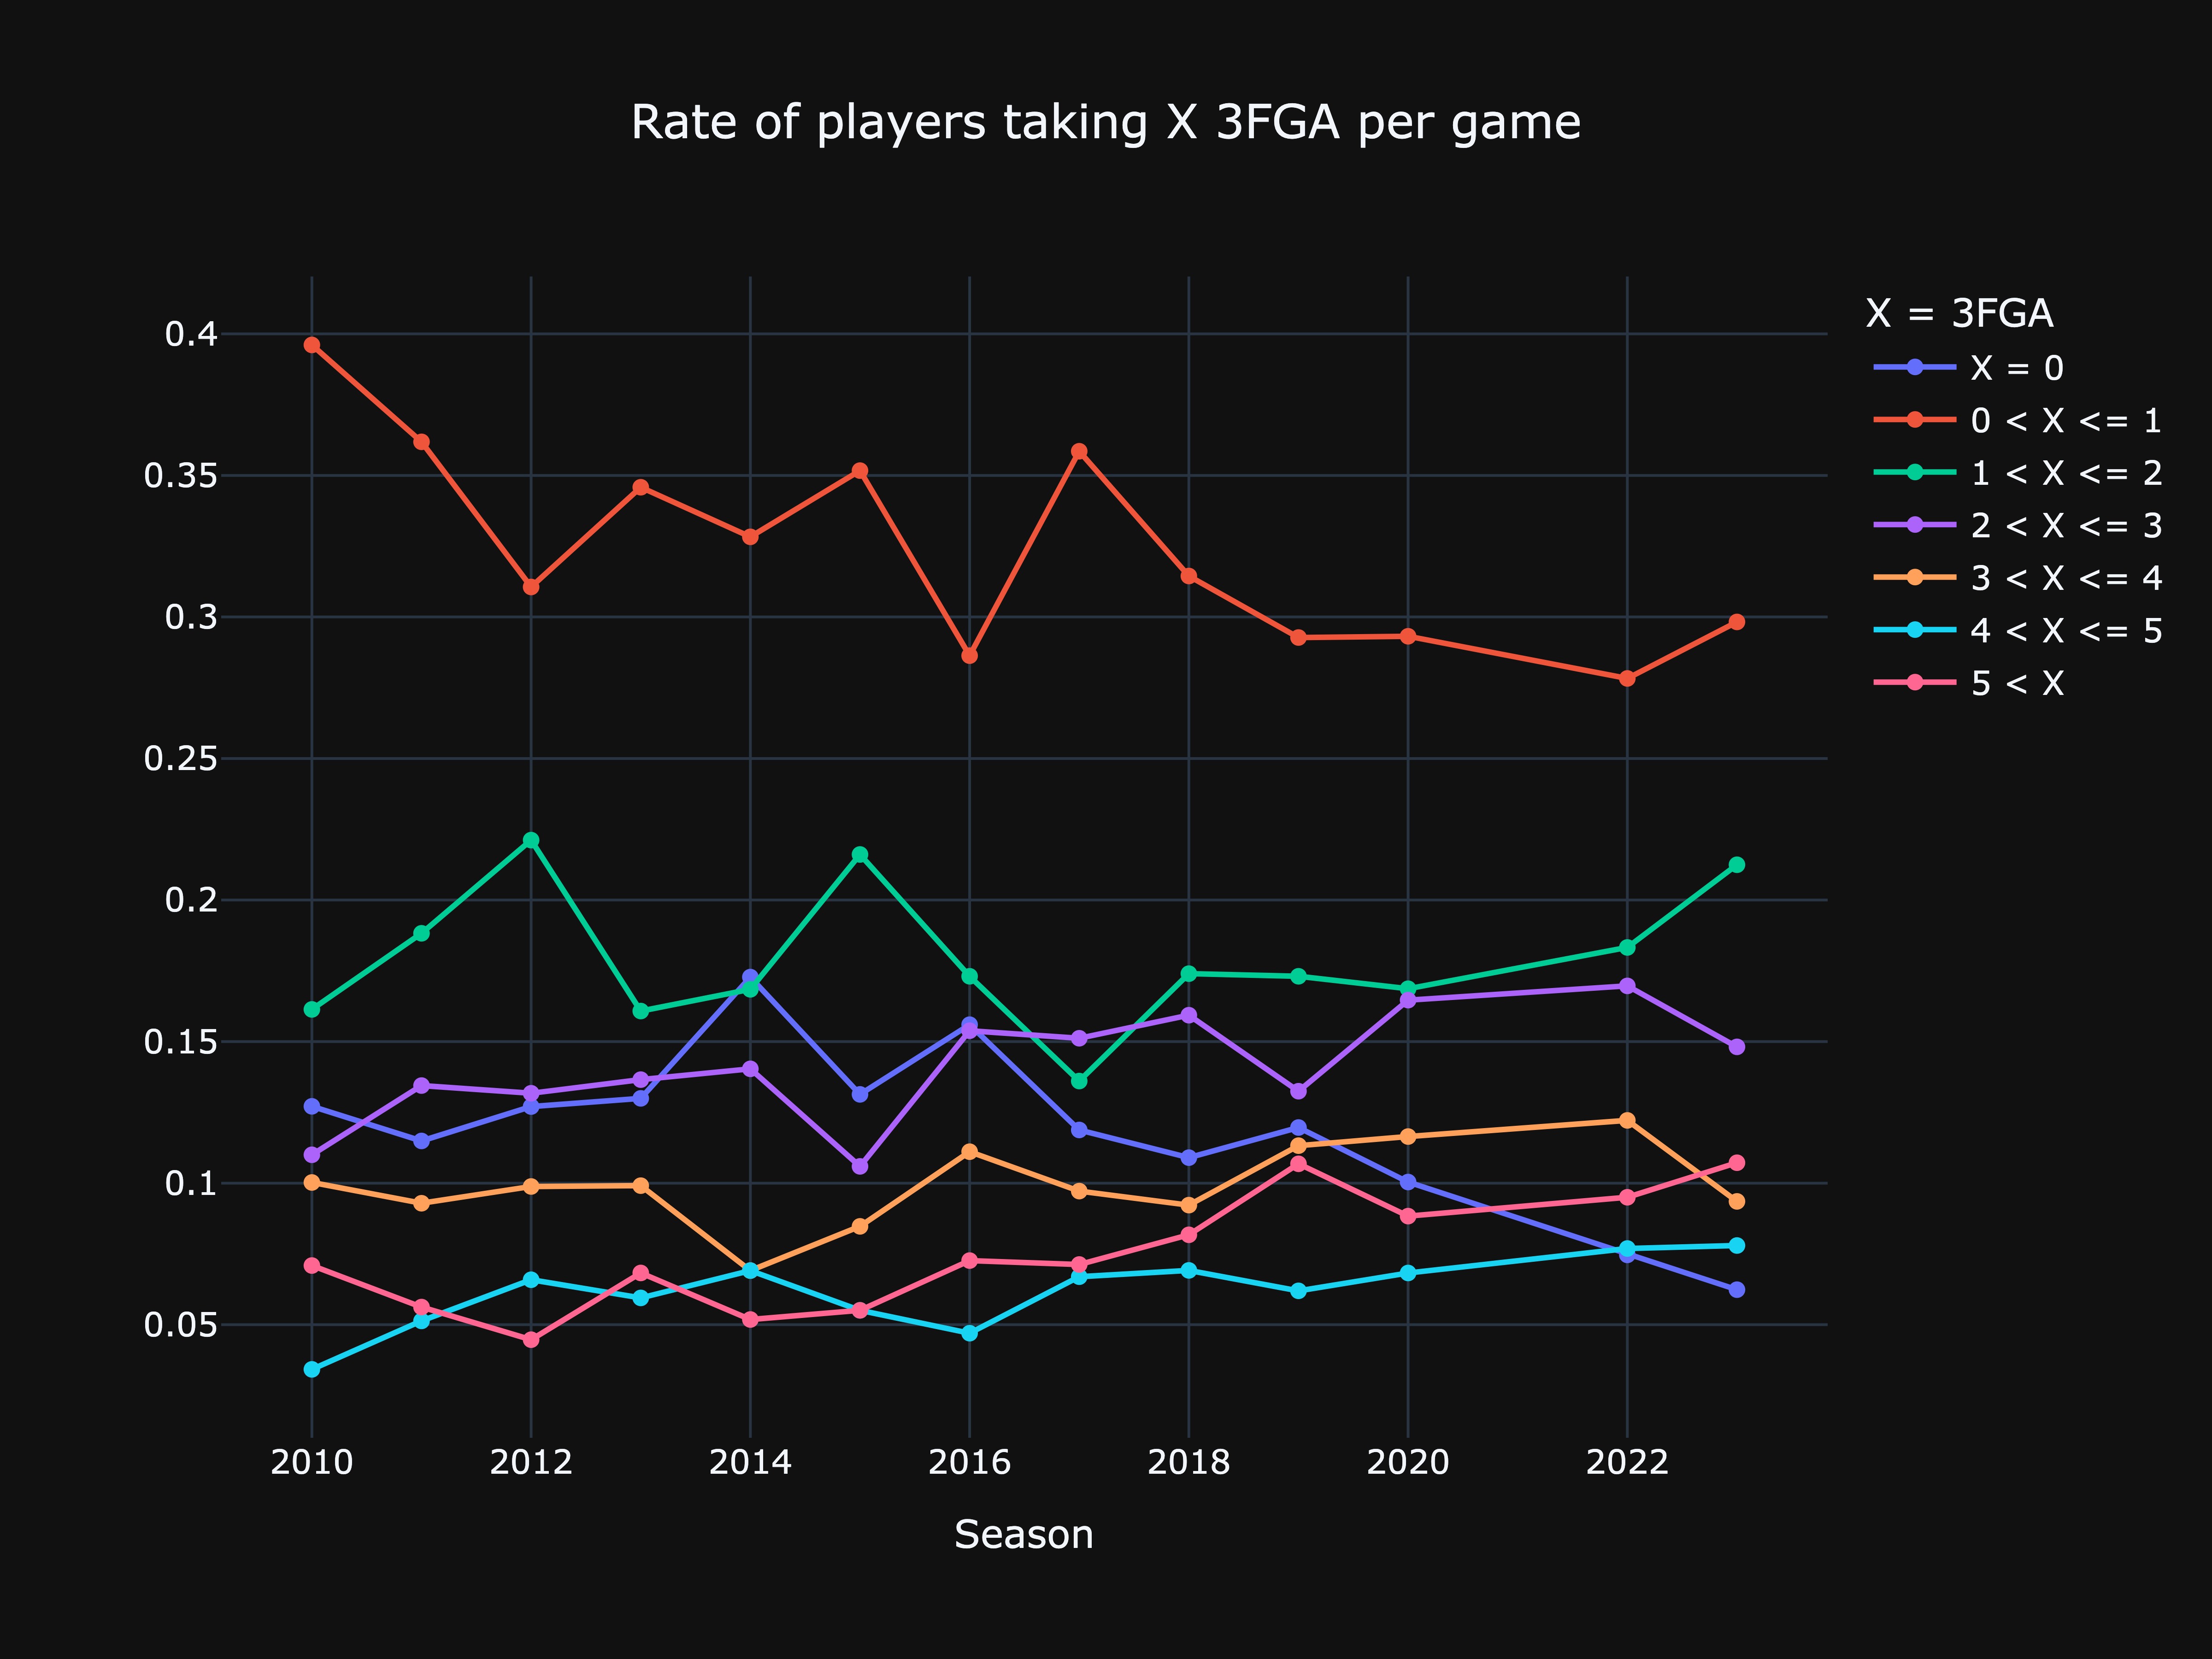 Rate of players taking X 3FGA per game
0.4
0.35
0.3
0.25
0.2
0.15
0.1
0.05
2010 2012 2014 2016 2018 2020 2022
Season
X = 3FGA
X = 0
0 < X <= 1
1 < X <= 2
2 < X <= 3
3 < X <= 4
4 < X <= 5
5 < X